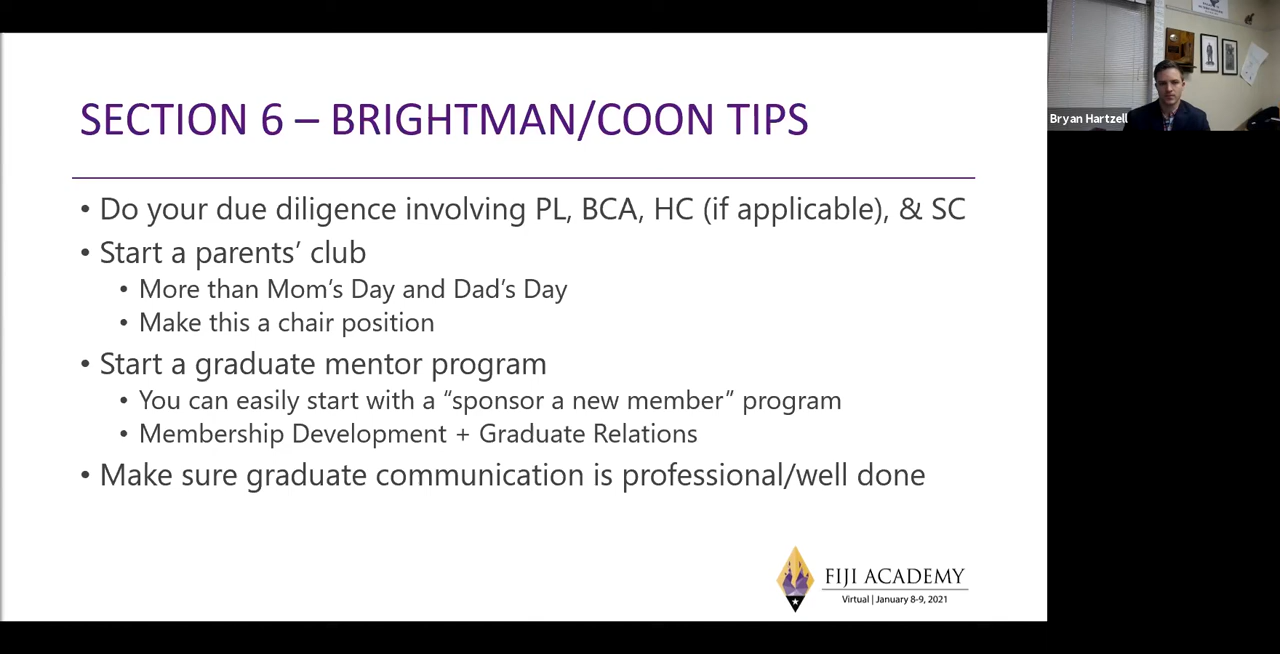 SECTION 6 – BRIGHTMAN/COON TIPS
• Do your due diligence involving PL, BCA, HC (if applicable), & SC
• Start a parents’ club
• More than Mom’s Day and Dad’s Day
• Make this a chair position
• Start a graduate mentor program
• You can easily start with a “sponsor a new member” program
• Membership Development + Graduate Relations
• Make sure graduate communication is professional/well done
FIJI ACADEMY
Virtual | January 8-9, 2021
Bryan Hartzell